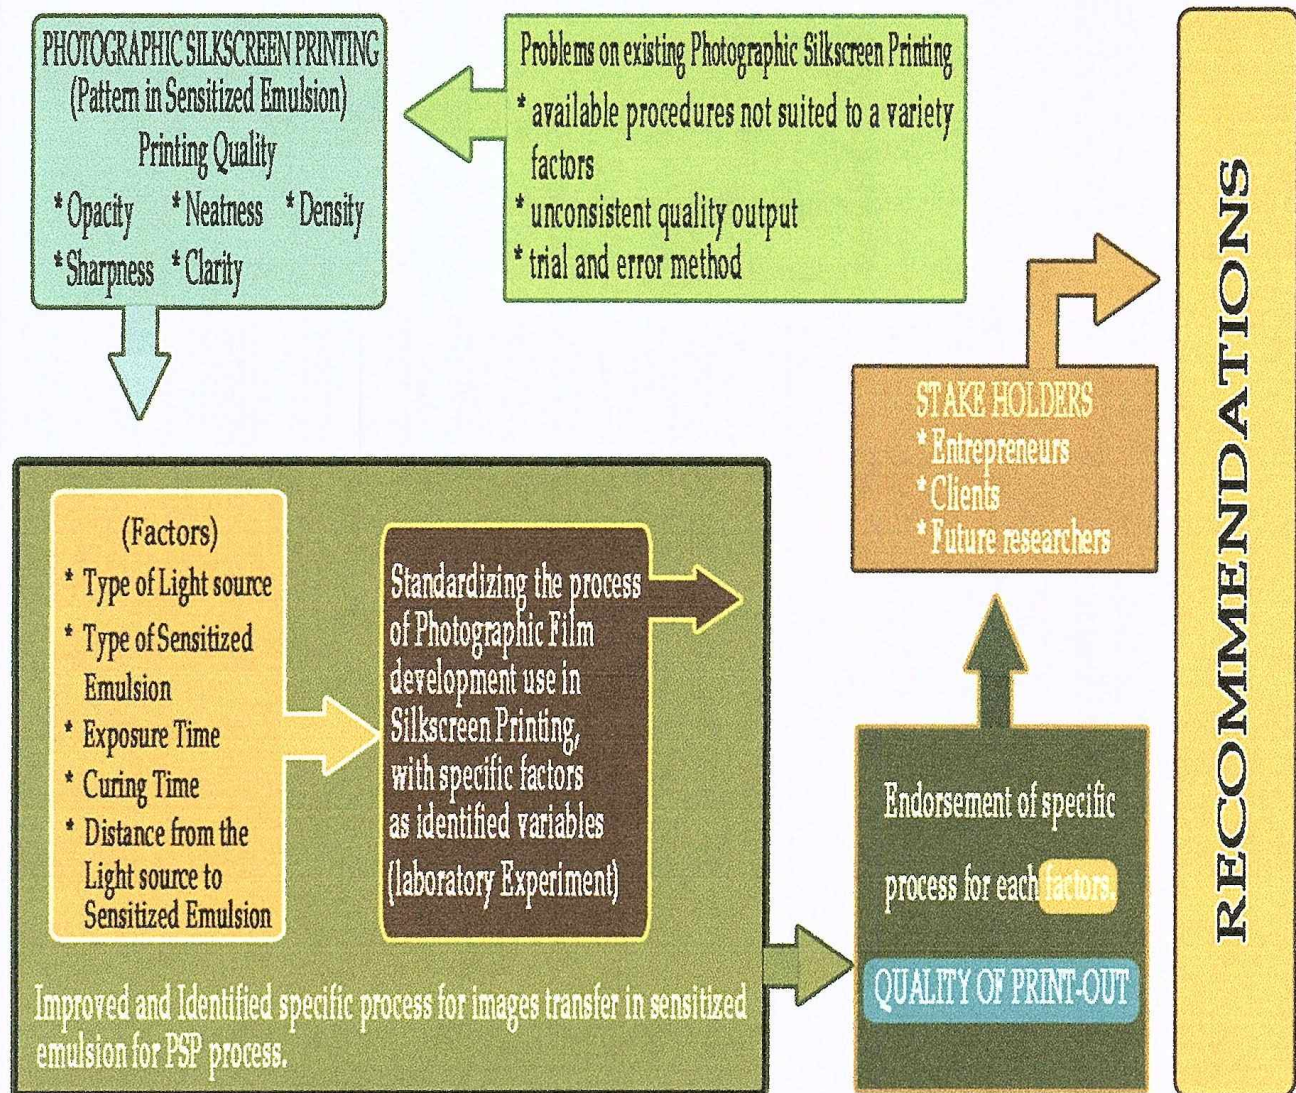 PHOTOGRAPHIC SILKSCREEN PRINTING
(Pattern in Sensitized Emulsion)
Printing Quality
* Opacity * Neatness * Density
* Sharpness * Clarity
Problems on existing Photographic Silkscreen Printing
* available procedures not suited to a variety
factors
* unconsistent quality output
* trial and error method
(Factors)
* Type of Light source
* Type of Sensitized
Emulsion
* Exposure Time
* Curing Time
* Distance from the
Light source to
Sensitized Emulsion
Standardizing the process
of Photographic Film
development use in
Silkscreen Printing,
with specific factors
as identified variables
(laboratory Experiment)
Improved and Identified specific process for images transfer in sensitized
emulsion for PSP process.
Endorsement of specific
process for each factors.
QUALITY OF PRINT-OUT
STAKE HOLDERS
* Entrepreneurs
* Clients
* Future researchers
RECOMMENDATIONS